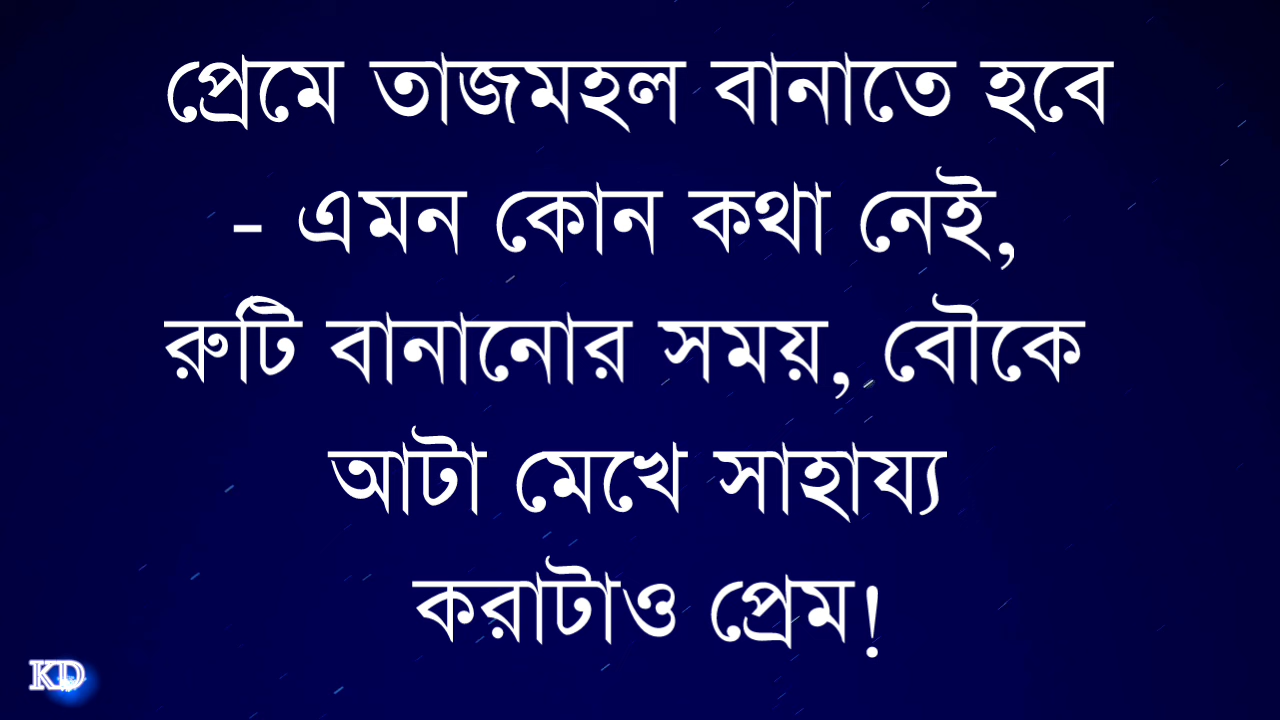 প্রেমে তাজমহল বানাতে হবে
- এমন কোন কথা নেই,
রুটি বানানোর সময়, বৌকে
আটা মেখে সাহায্য
করাটাও প্রেম!
KD